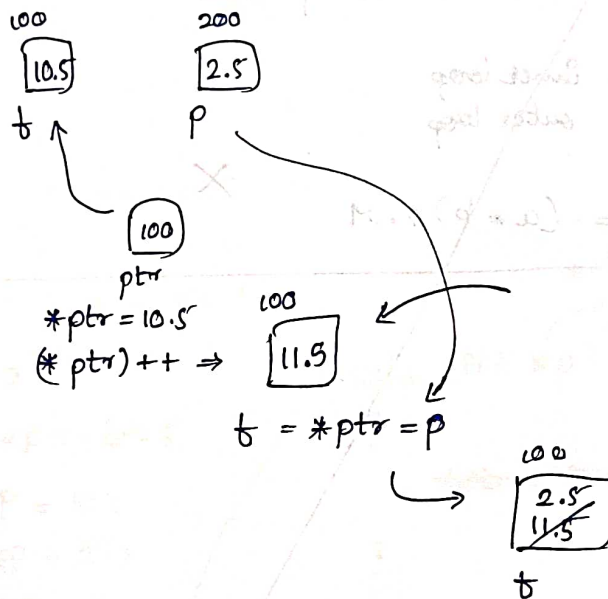 100 200
10.5 2.5
f p
100
ptr
*ptr = 10.5
100
(* ptr)++ ⇒ 11.5
f = *ptr = p
100
2.5
11.5
f